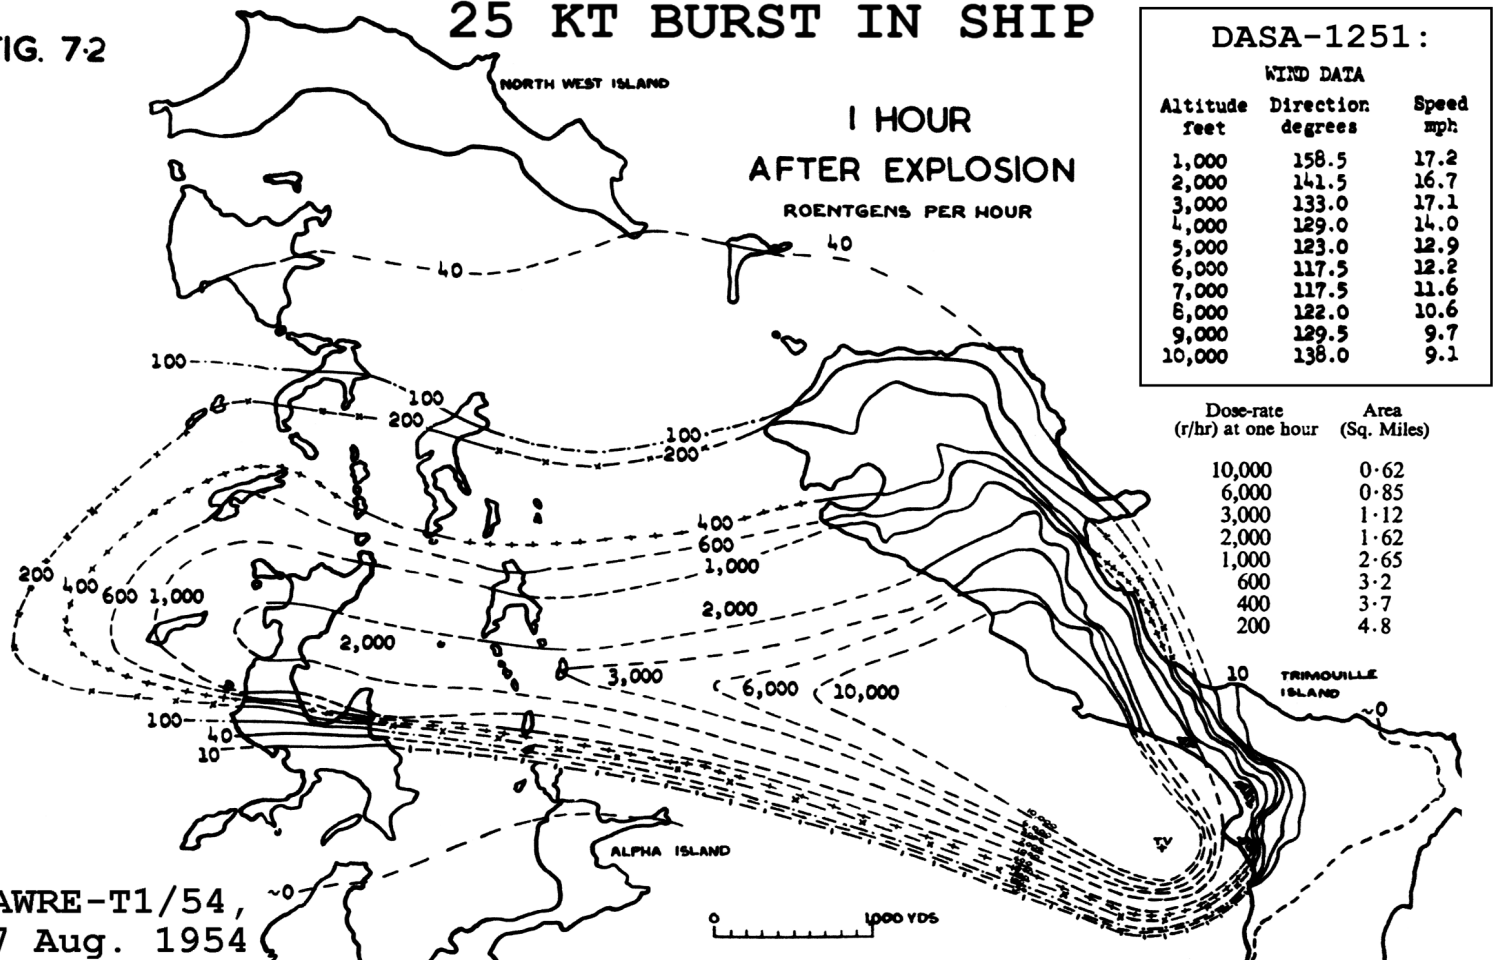 25 KT BURST IN SHIP
IG. 7·2
NORTH WEST ISLAND
1 HOUR
AFTER EXPLOSION
ROENTGENS PER HOUR
DASA-1251:
WIND DATA
Altitude Direction Speed
feet degrees mph
1,000 158.5 17.2
2,000 141.5 16.7
3,000 133.0 17.1
4,000 129.0 14.0
5,000 123.0 12.9
6,000 117.5 12.2
7,000 117.5 11.6
8,000 122.0 10.6
9,000 129.5 9.7
10,000 138.0 9.1
Dose-rate Area
(r/hr) at one hour (Sq. Miles)
10,000 0·62
6,000 0·85
3,000 1·12
2,000 1·62
1,000 2·65
600 3·2
400 3·7
200 4.8
40
40
100
100
200
100
200
400
600
1,000
200 400 600 1,000
2,000
2,000
3,000
6,000
10,000
10
TRIMOUILLE
ISLAND
~0
100
40
10
10,000
TV
ALPHA ISLAND
~0
0 1000 YDS
AWRE-T1/54,
7 Aug. 1954